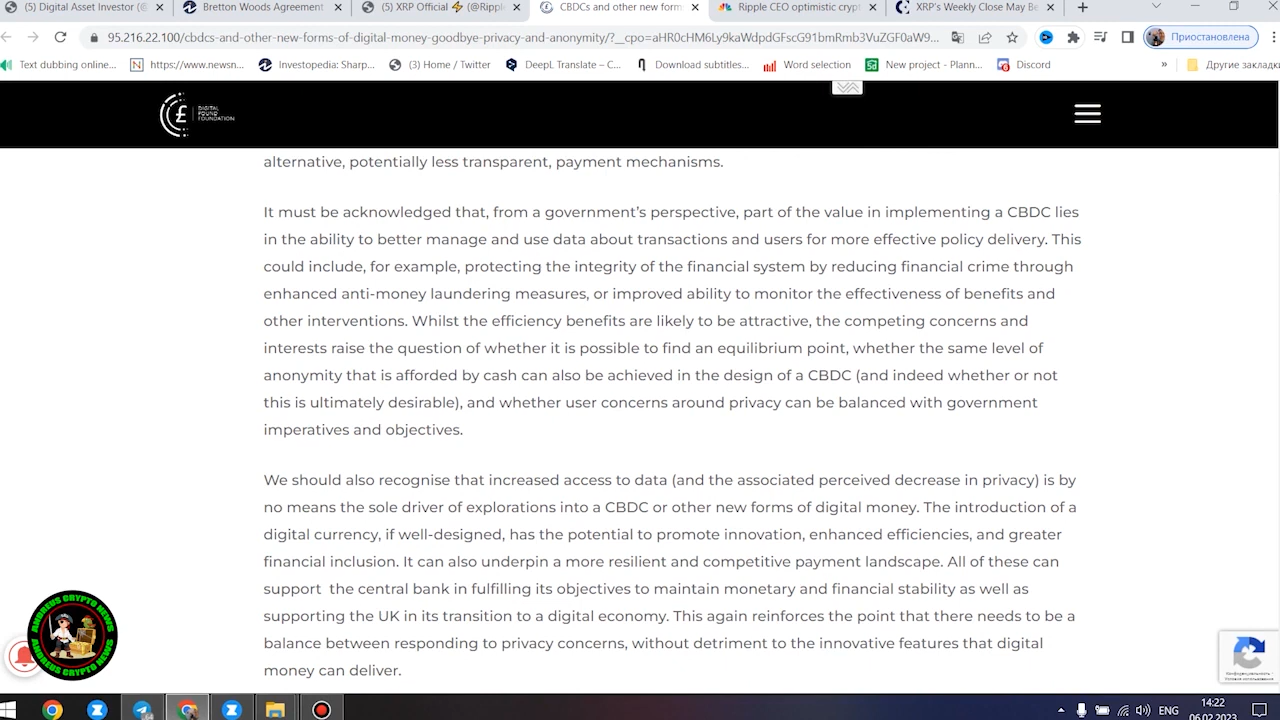 (5) Digital Asset Investor (@
Bretton Woods Agreement
(5) XRP Official ⚡ (@Ripple
CBDCs and other new form
Ripple CEO optimistic crypt
XRP's Weekly Close May Be
95.216.22.100/cbdcs-and-other-new-forms-of-digital-money-goodbye-privacy-and-anonymity/?__cpo=aHR0cHM6Ly9kaWdpdGFscG91bmRmb3VuZGF0aW9...
Приостановлена
Text dubbing online...
https://www.newsn...
Investopedia: Sharp...
(3) Home / Twitter
DeepL Translate – C...
Download subtitles...
Word selection
New project - Plann...
Discord
»
Другие закладки
£
DIGITAL
POUND
FOUNDATION
alternative, potentially less transparent, payment mechanisms.
It must be acknowledged that, from a government's perspective, part of the value in implementing a CBDC lies
in the ability to better manage and use data about transactions and users for more effective policy delivery. This
could include, for example, protecting the integrity of the financial system by reducing financial crime through
enhanced anti-money laundering measures, or improved ability to monitor the effectiveness of benefits and
other interventions. Whilst the efficiency benefits are likely to be attractive, the competing concerns and
interests raise the question of whether it is possible to find an equilibrium point, whether the same level of
anonymity that is afforded by cash can also be achieved in the design of a CBDC (and indeed whether or not
this is ultimately desirable), and whether user concerns around privacy can be balanced with government
imperatives and objectives.
We should also recognise that increased access to data (and the associated perceived decrease in privacy) is by
no means the sole driver of explorations into a CBDC or other new forms of digital money. The introduction of a
digital currency, if well-designed, has the potential to promote innovation, enhanced efficiencies, and greater
financial inclusion. It can also underpin a more resilient and competitive payment landscape. All of these can
support the central bank in fulfilling its objectives to maintain monetary and financial stability as well as
supporting the UK in its transition to a digital economy. This again reinforces the point that there needs to be a
balance between responding to privacy concerns, without detriment to the innovative features that digital
money can deliver.
ANDREUS CRYPTO NEWS
ANDREUS CRYPTO NEWS
Конфиденциальность -
Условия использования
14:22
ENG
06.02.2023